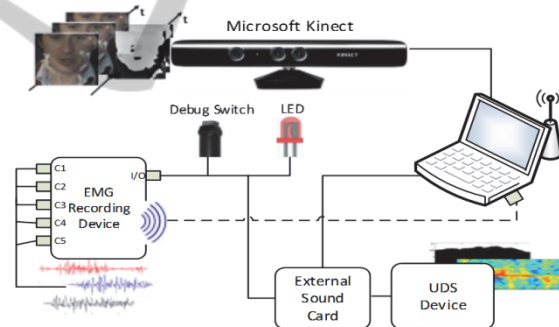 t
t
Microsoft Kinect
KINECT
Debug Switch
LED
C1
C2
C3
C4
C5
I/O
EMG
Recording
Device
External
Sound
Card
UDS
Device